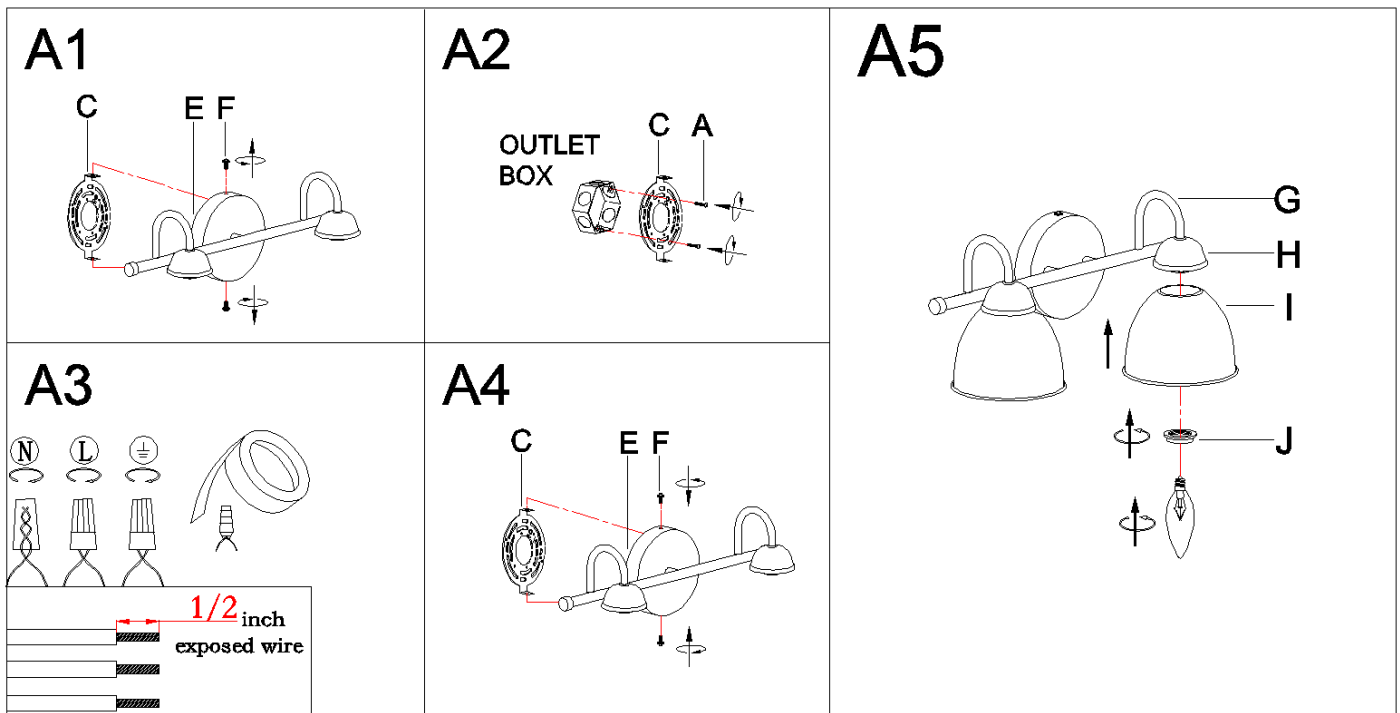 A1
C
E F
A2
OUTLET
BOX
C A
A3
N L
1/2 inch
exposed wire
A4
C
E F
A5
G
H
I
J